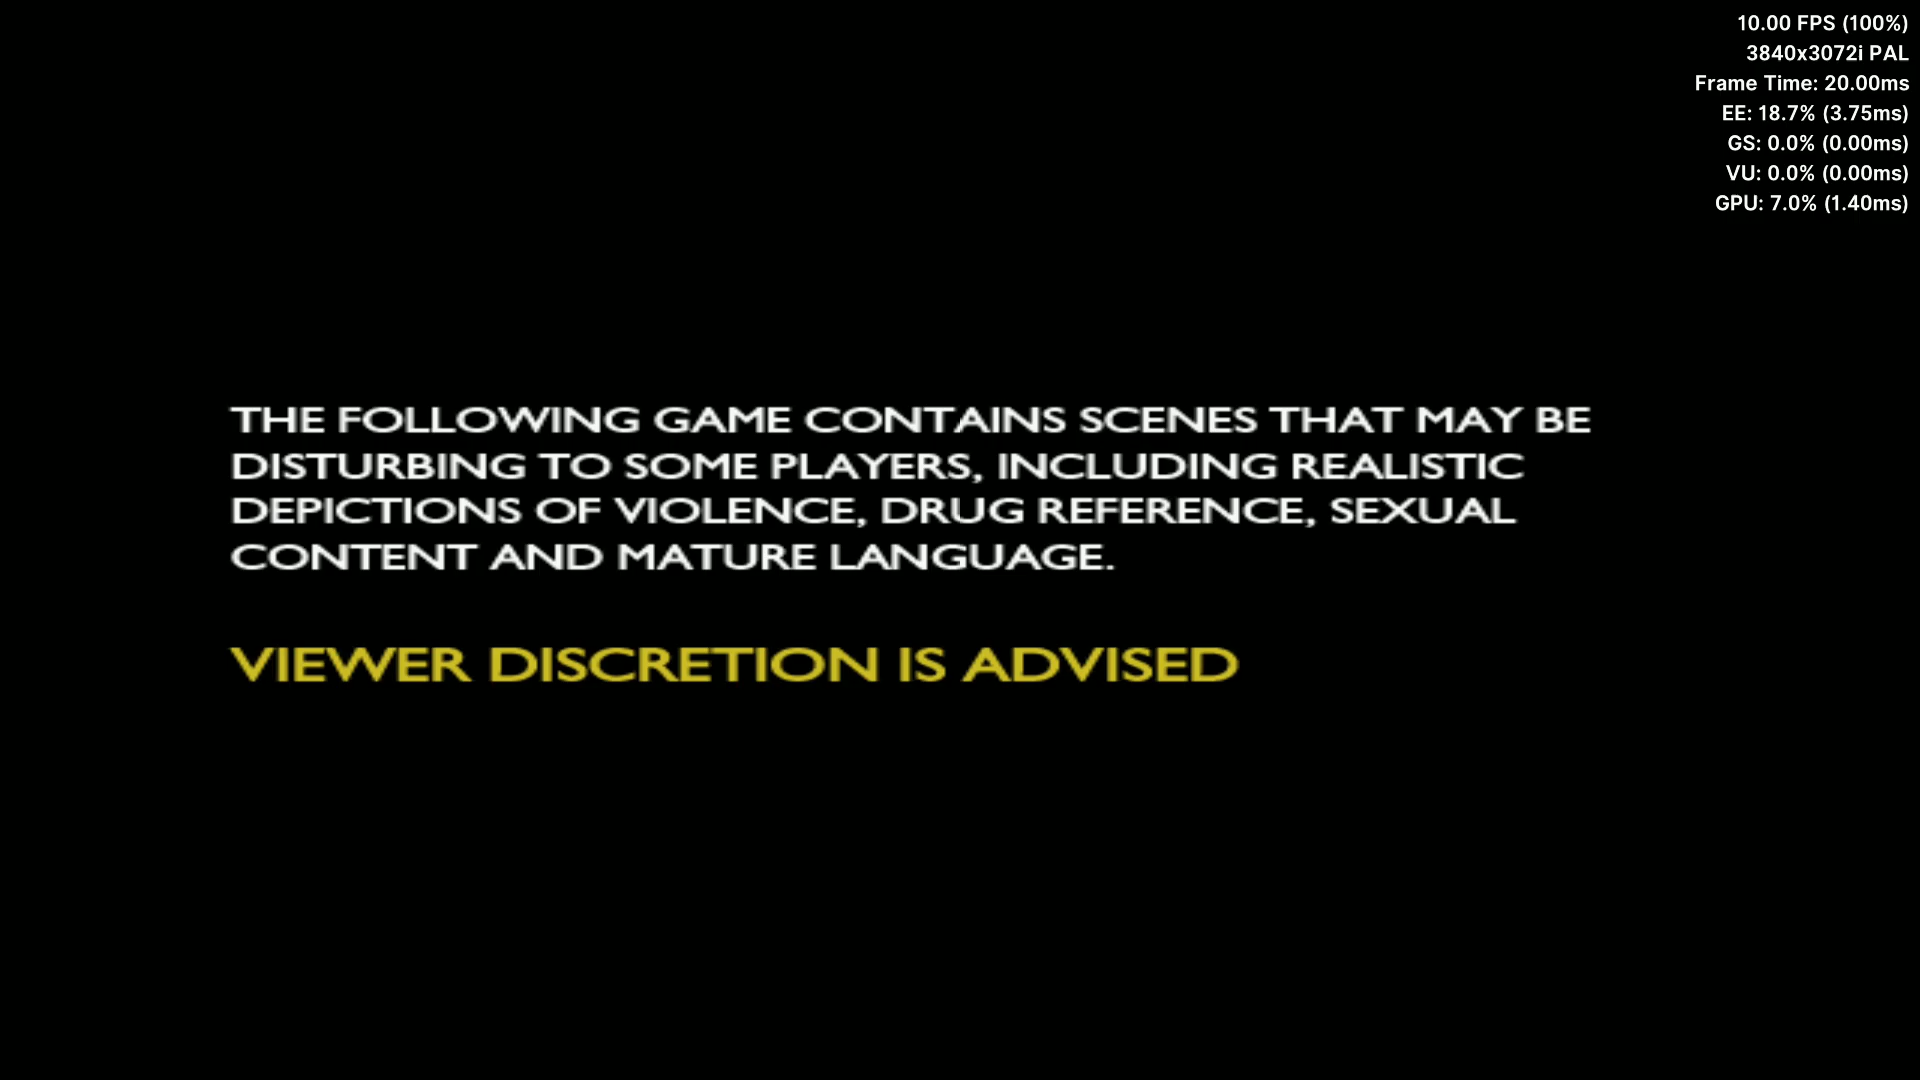 10.00 FPS (100%)
3840x3072i PAL
Frame Time: 20.00ms
EE: 18.7% (3.75ms)
GS: 0.0% (0.00ms)
VU: 0.0% (0.00ms)
GPU: 7.0% (1.40ms)
THE FOLLOWING GAME CONTAINS SCENES THAT MAY BE
DISTURBING TO SOME PLAYERS, INCLUDING REALISTIC
DEPICTIONS OF VIOLENCE, DRUG REFERENCE, SEXUAL
CONTENT AND MATURE LANGUAGE.
VIEWER DISCRETION IS ADVISED